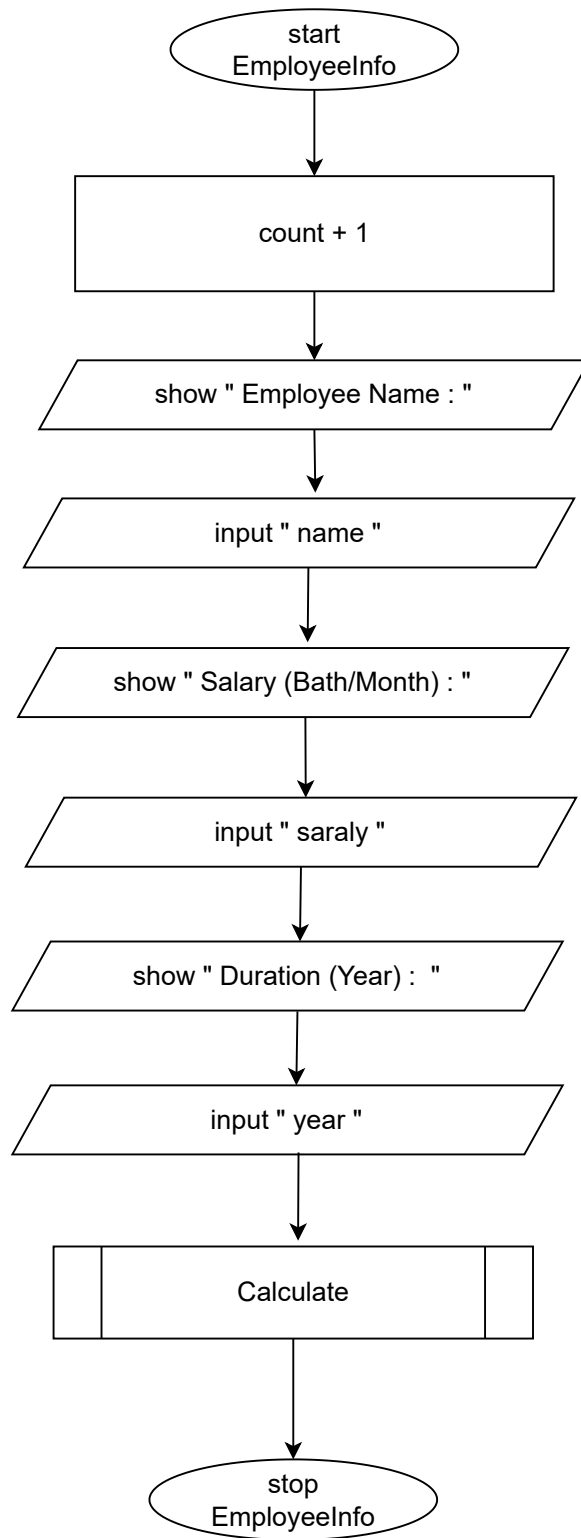 start
EmployeeInfo
count + 1
show " Employee Name : "
input " name "
show " Salary (Bath/Month) : "
input " saraly "
show " Duration (Year) :  "
input " year "
Calculate
stop
EmployeeInfo